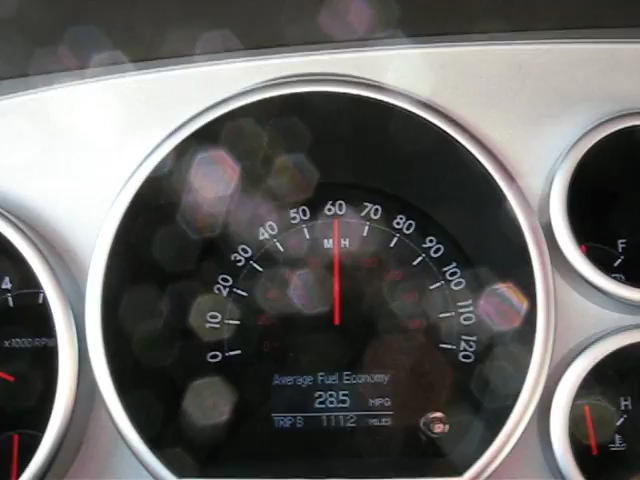 60
50 70
40 80
MPH
30 90
20 100
10 110
0 120
4
x1000 RPM
F
Average Fuel Economy
28.5 MPG
TRIP B 111.2 MILES
H